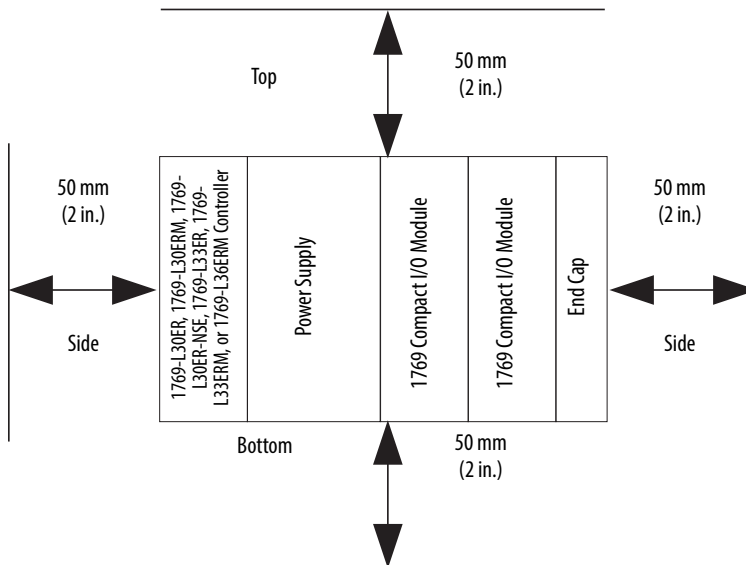 Top
50 mm
(2 in.)
50 mm
(2 in.)
Side
1769-L30ER, 1769-L30ERM, 1769-
L30ER-NSE, 1769-L33ER, 1769-
L33ERM, or 1769-L36ERM Controller
Power Supply
1769 Compact I/O Module
1769 Compact I/O Module
End Cap
50 mm
(2 in.)
Side
Bottom
50 mm
(2 in.)